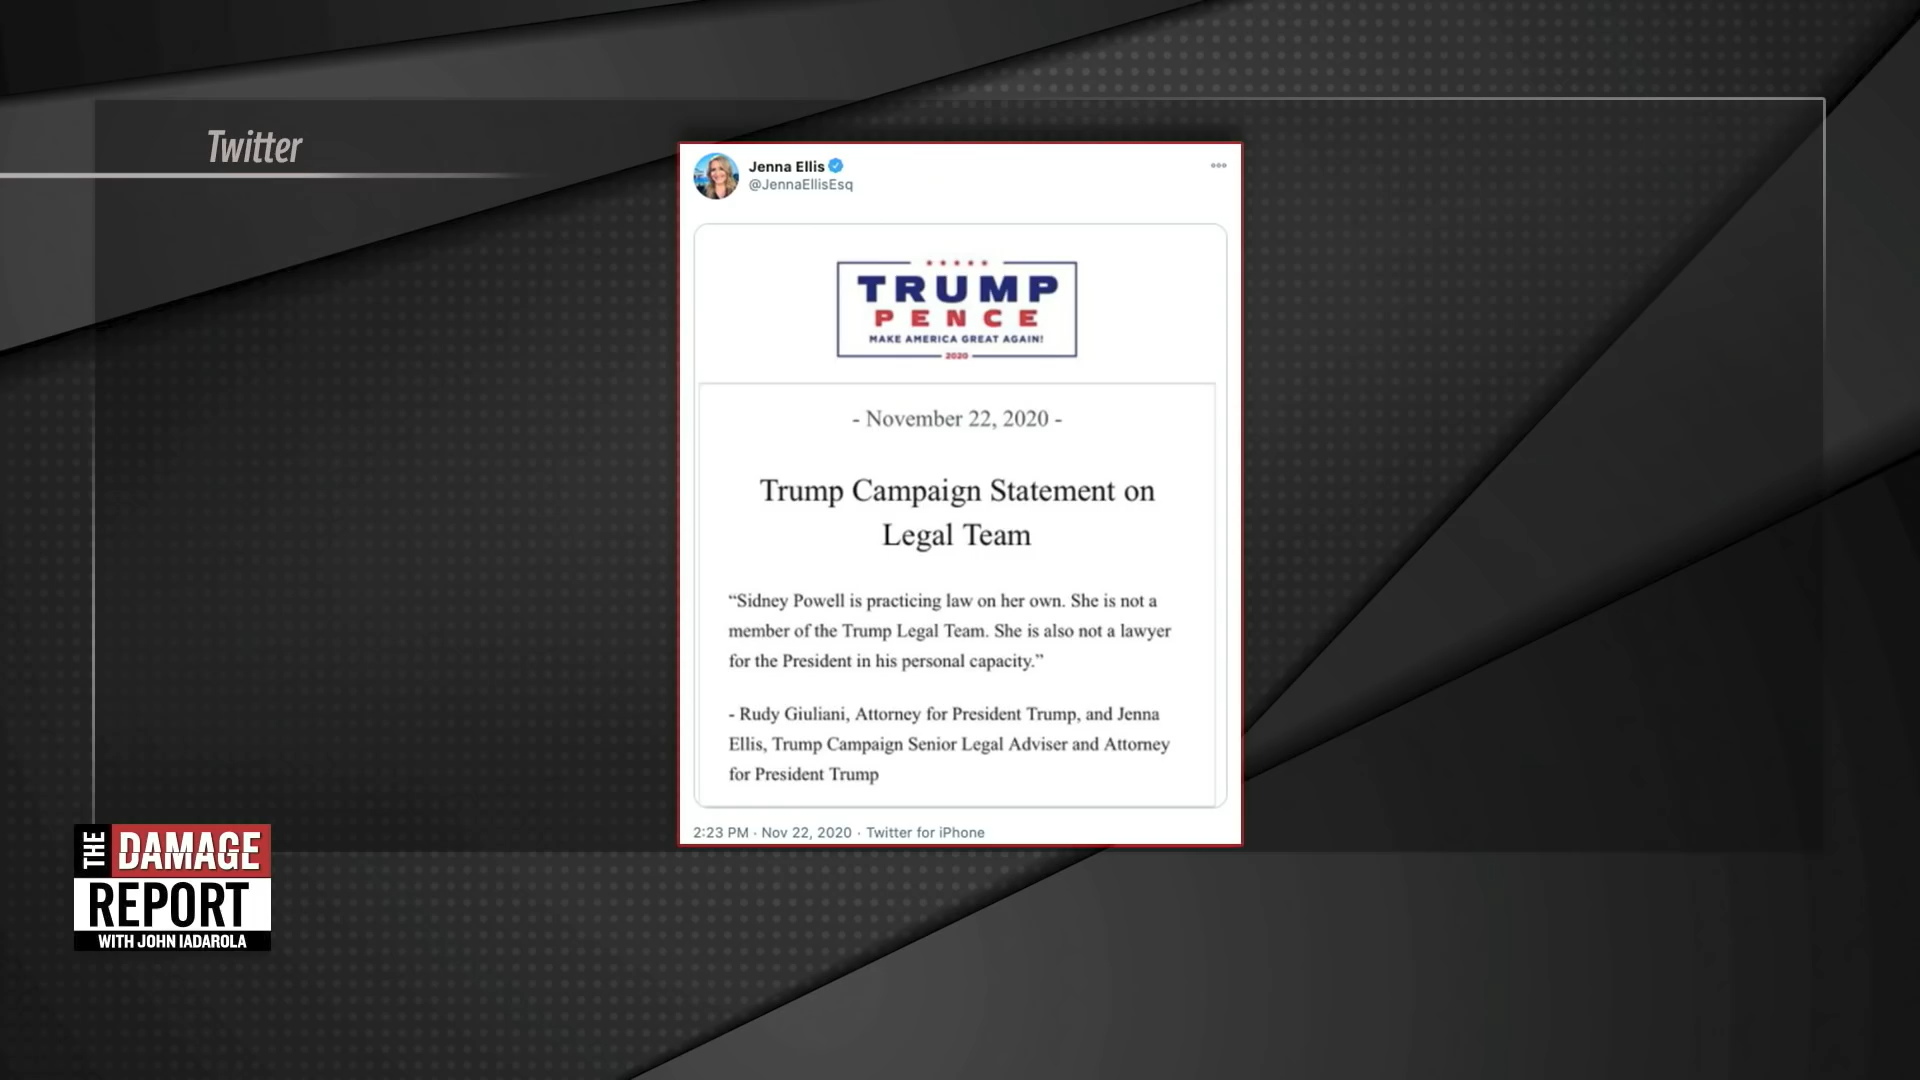 Twitter
Jenna Ellis
@JennaEllisEsq
TRUMP
PENCE
MAKE AMERICA GREAT AGAIN!
2020
- November 22, 2020 -
Trump Campaign Statement on
Legal Team
“Sidney Powell is practicing law on her own. She is not a
member of the Trump Legal Team. She is also not a lawyer
for the President in his personal capacity.”
- Rudy Giuliani, Attorney for President Trump, and Jenna
Ellis, Trump Campaign Senior Legal Adviser and Attorney
for President Trump
2:23 PM · Nov 22, 2020 · Twitter for iPhone
THE DAMAGE
REPORT
WITH JOHN IADAROLA